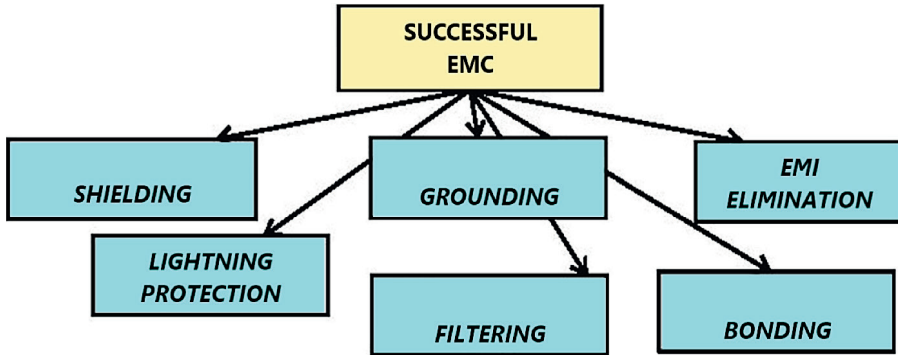 SUCCESSFUL
EMC
SHIELDING
GROUNDING
EMI
ELIMINATION
LIGHTNING
PROTECTION
FILTERING
BONDING